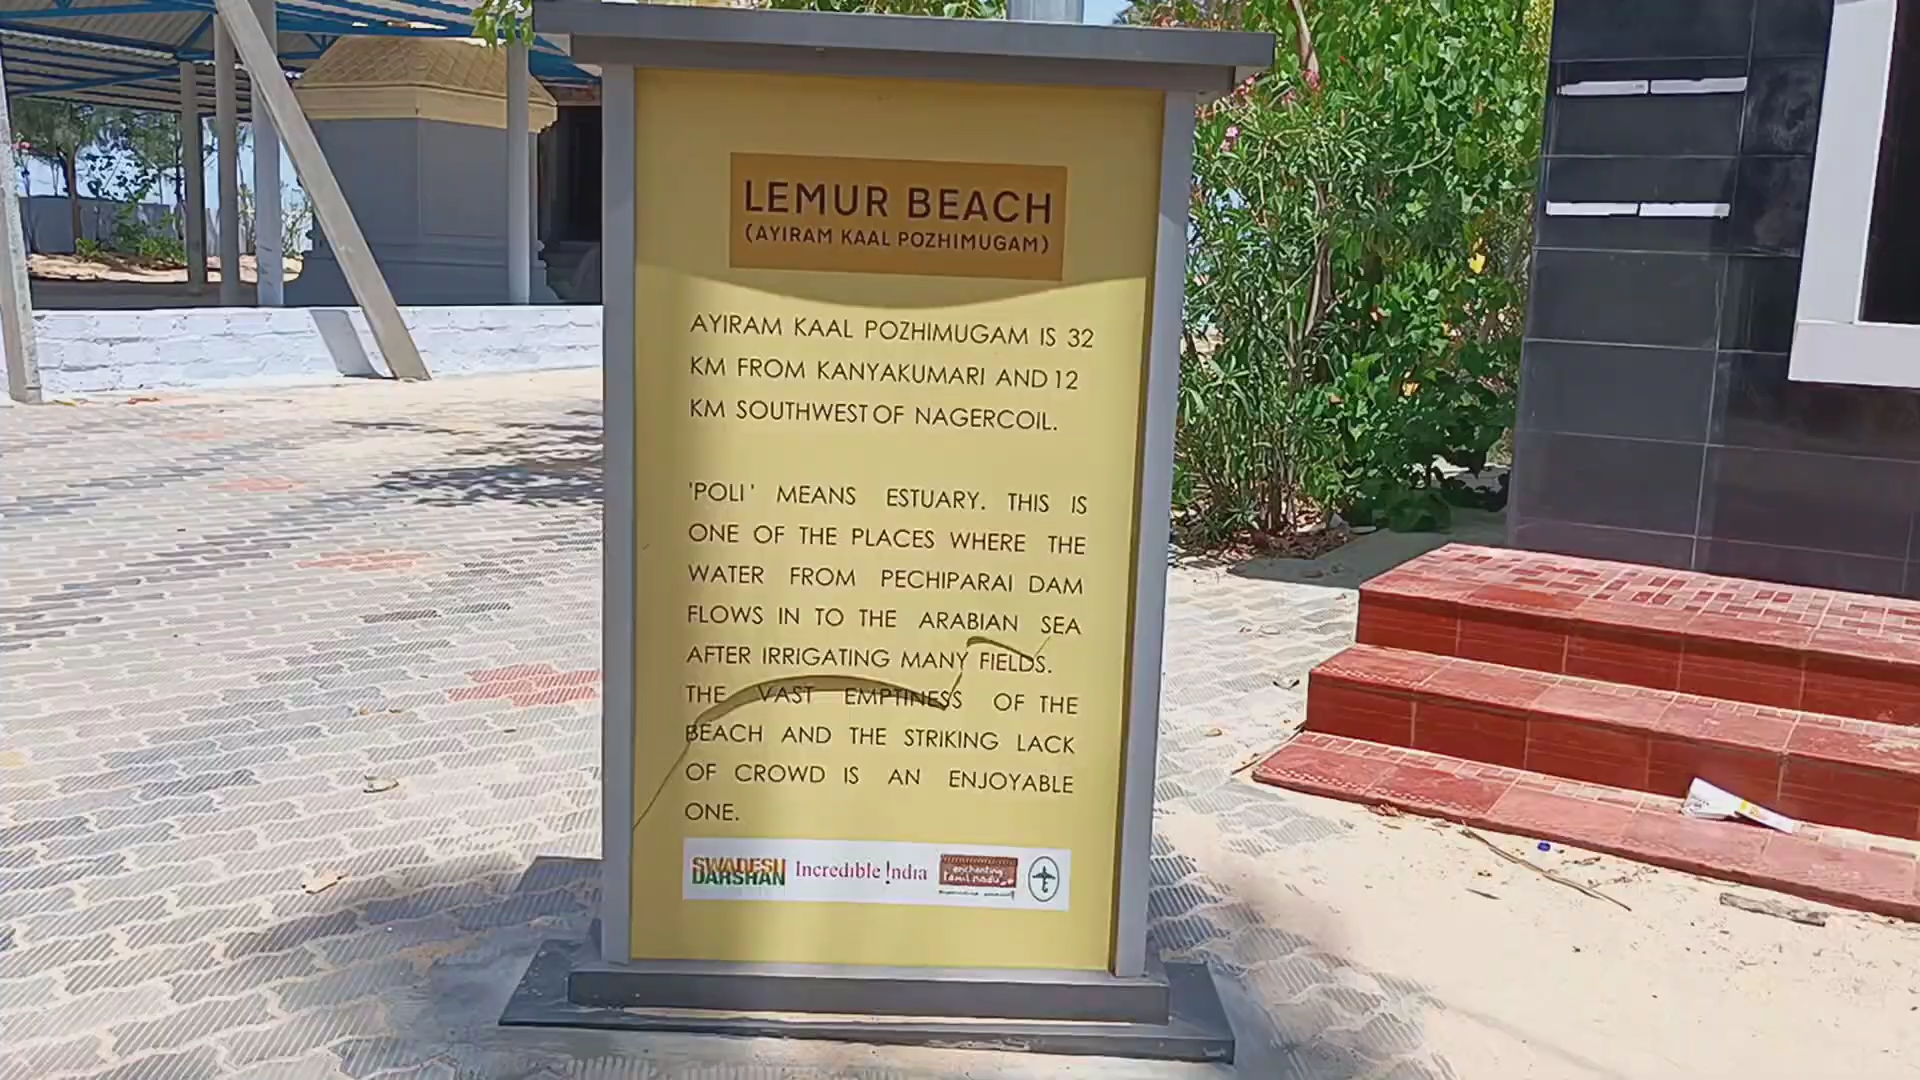 LEMUR BEACH
(AYIRAM KAAL POZHIMUGAM)
AYIRAM KAAL POZHIMUGAM IS 32
KM FROM KANYAKUMARI AND 12
KM SOUTHWEST OF NAGERCOIL.
'POLI' MEANS ESTUARY. THIS IS
ONE OF THE PLACES WHERE THE
WATER FROM PECHIPARAI DAM
FLOWS IN TO THE ARABIAN SEA
AFTER IRRIGATING MANY FIELDS.
THE VAST EMPTINESS OF THE
BEACH AND THE STRIKING LACK
OF CROWD IS AN ENJOYABLE
ONE.
SWADESH
DARSHAN
Incredible !ndia
enchanting
tamil nadu